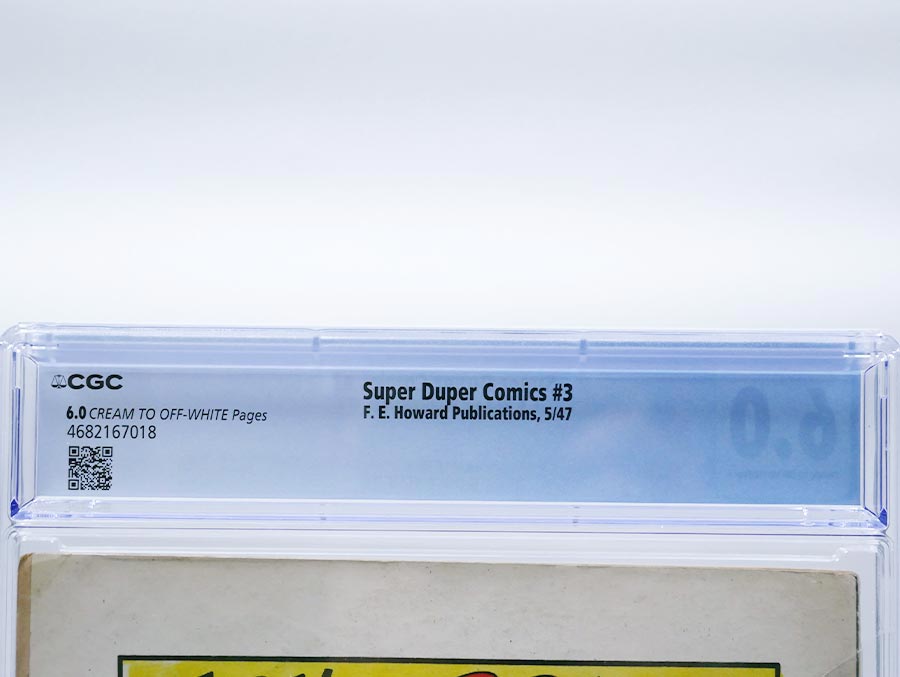 CGC
6.0 CREAM TO OFF-WHITE Pages
4682167018
Super Duper Comics #3
F. E. Howard Publications, 5/47
6.0